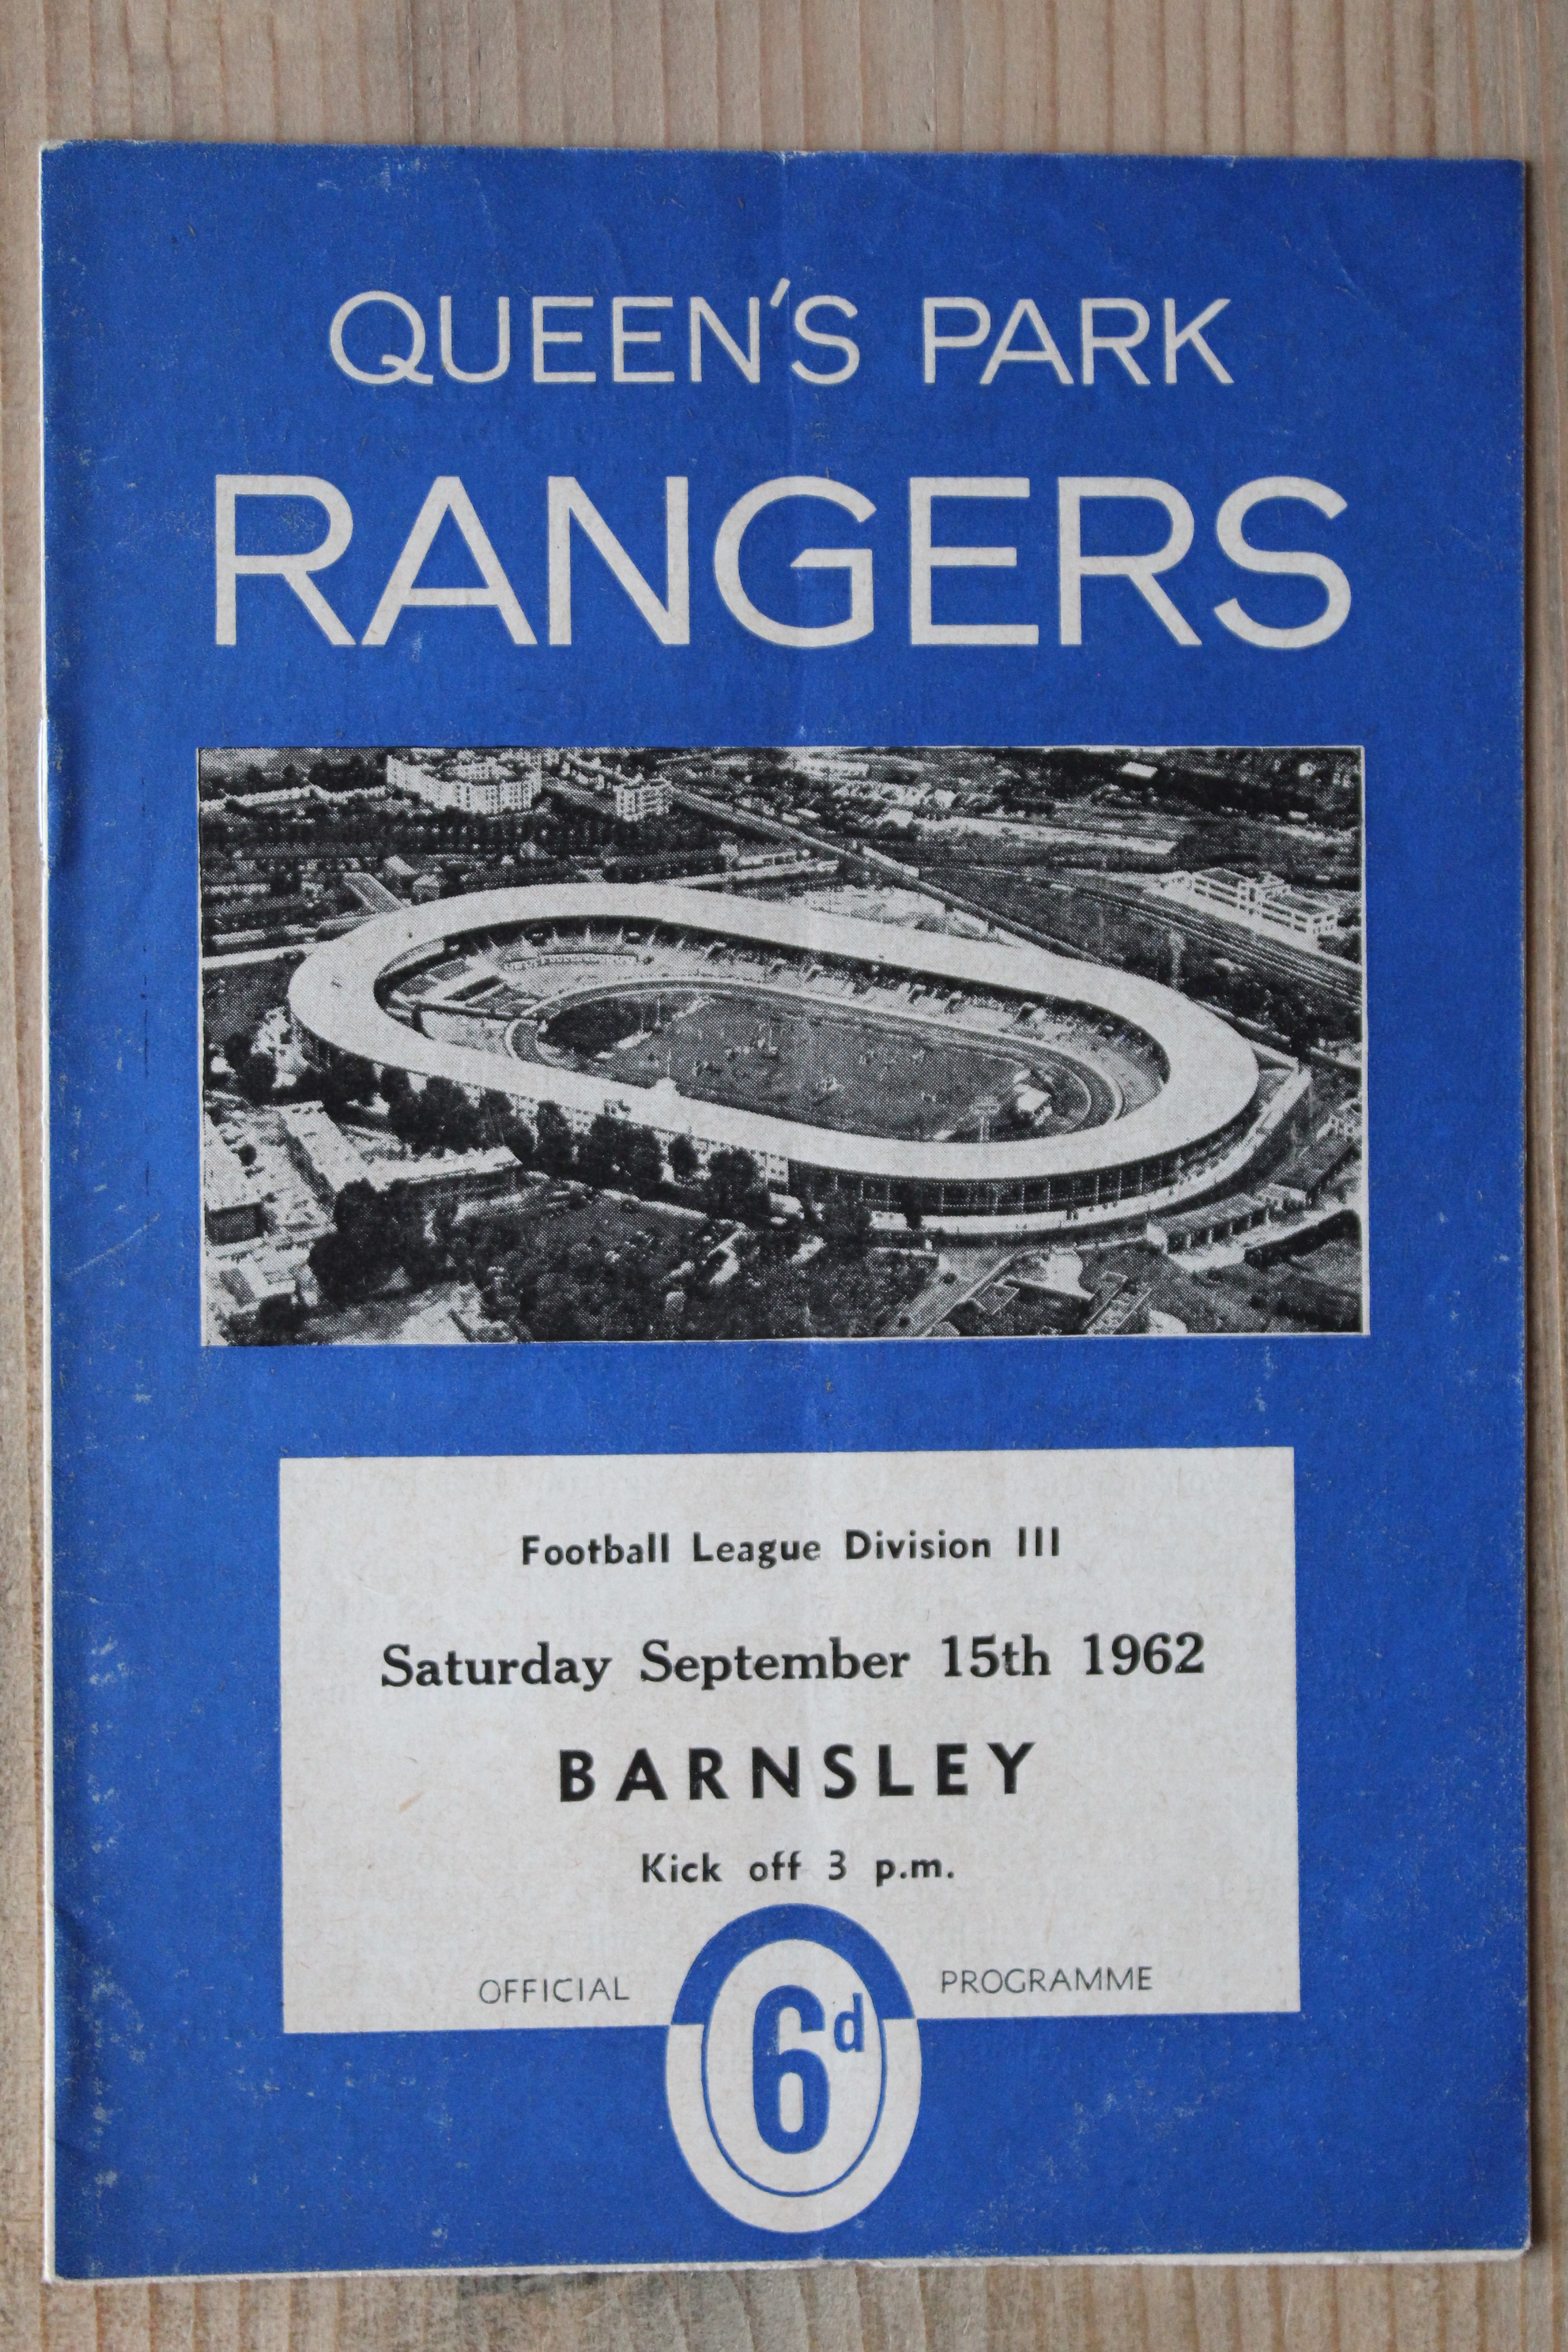 QUEEN'S PARK
RANGERS
Football League Division III
Saturday September 15th 1962
BARNSLEY
Kick off 3 p.m.
OFFICIAL PROGRAMME
6d